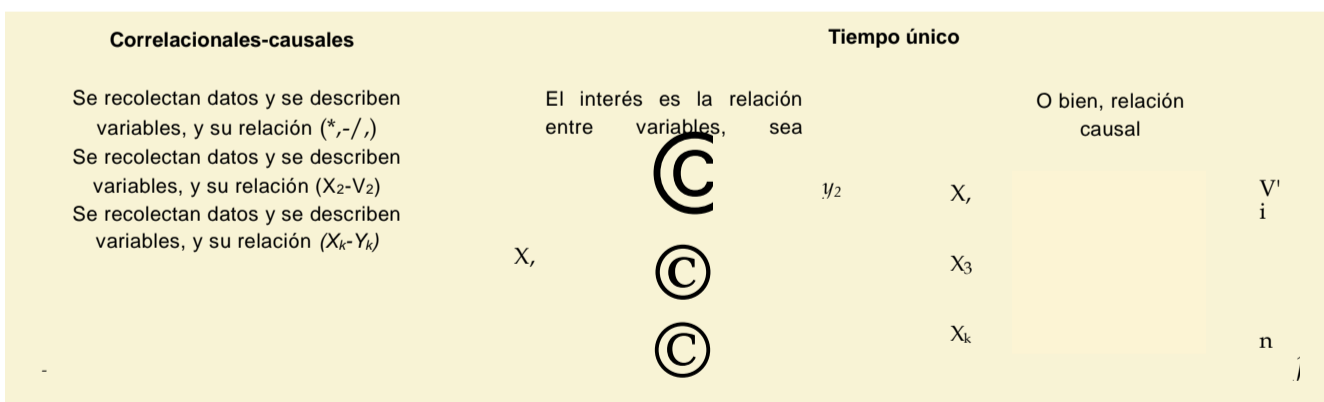 Correlacionales-causales
Se recolectan datos y se describen
variables, y su relación (*,-/,)
Se recolectan datos y se describen
variables, y su relación (X₂-V₂)
Se recolectan datos y se describen
variables, y su relación (Xₖ-Yₖ)
-
Tiempo único
El interés es la relación
entre variables, sea
©
y₂
X,
©
©
O bien, relación
causal
X,
V'
i
X₃
Xₖ
n